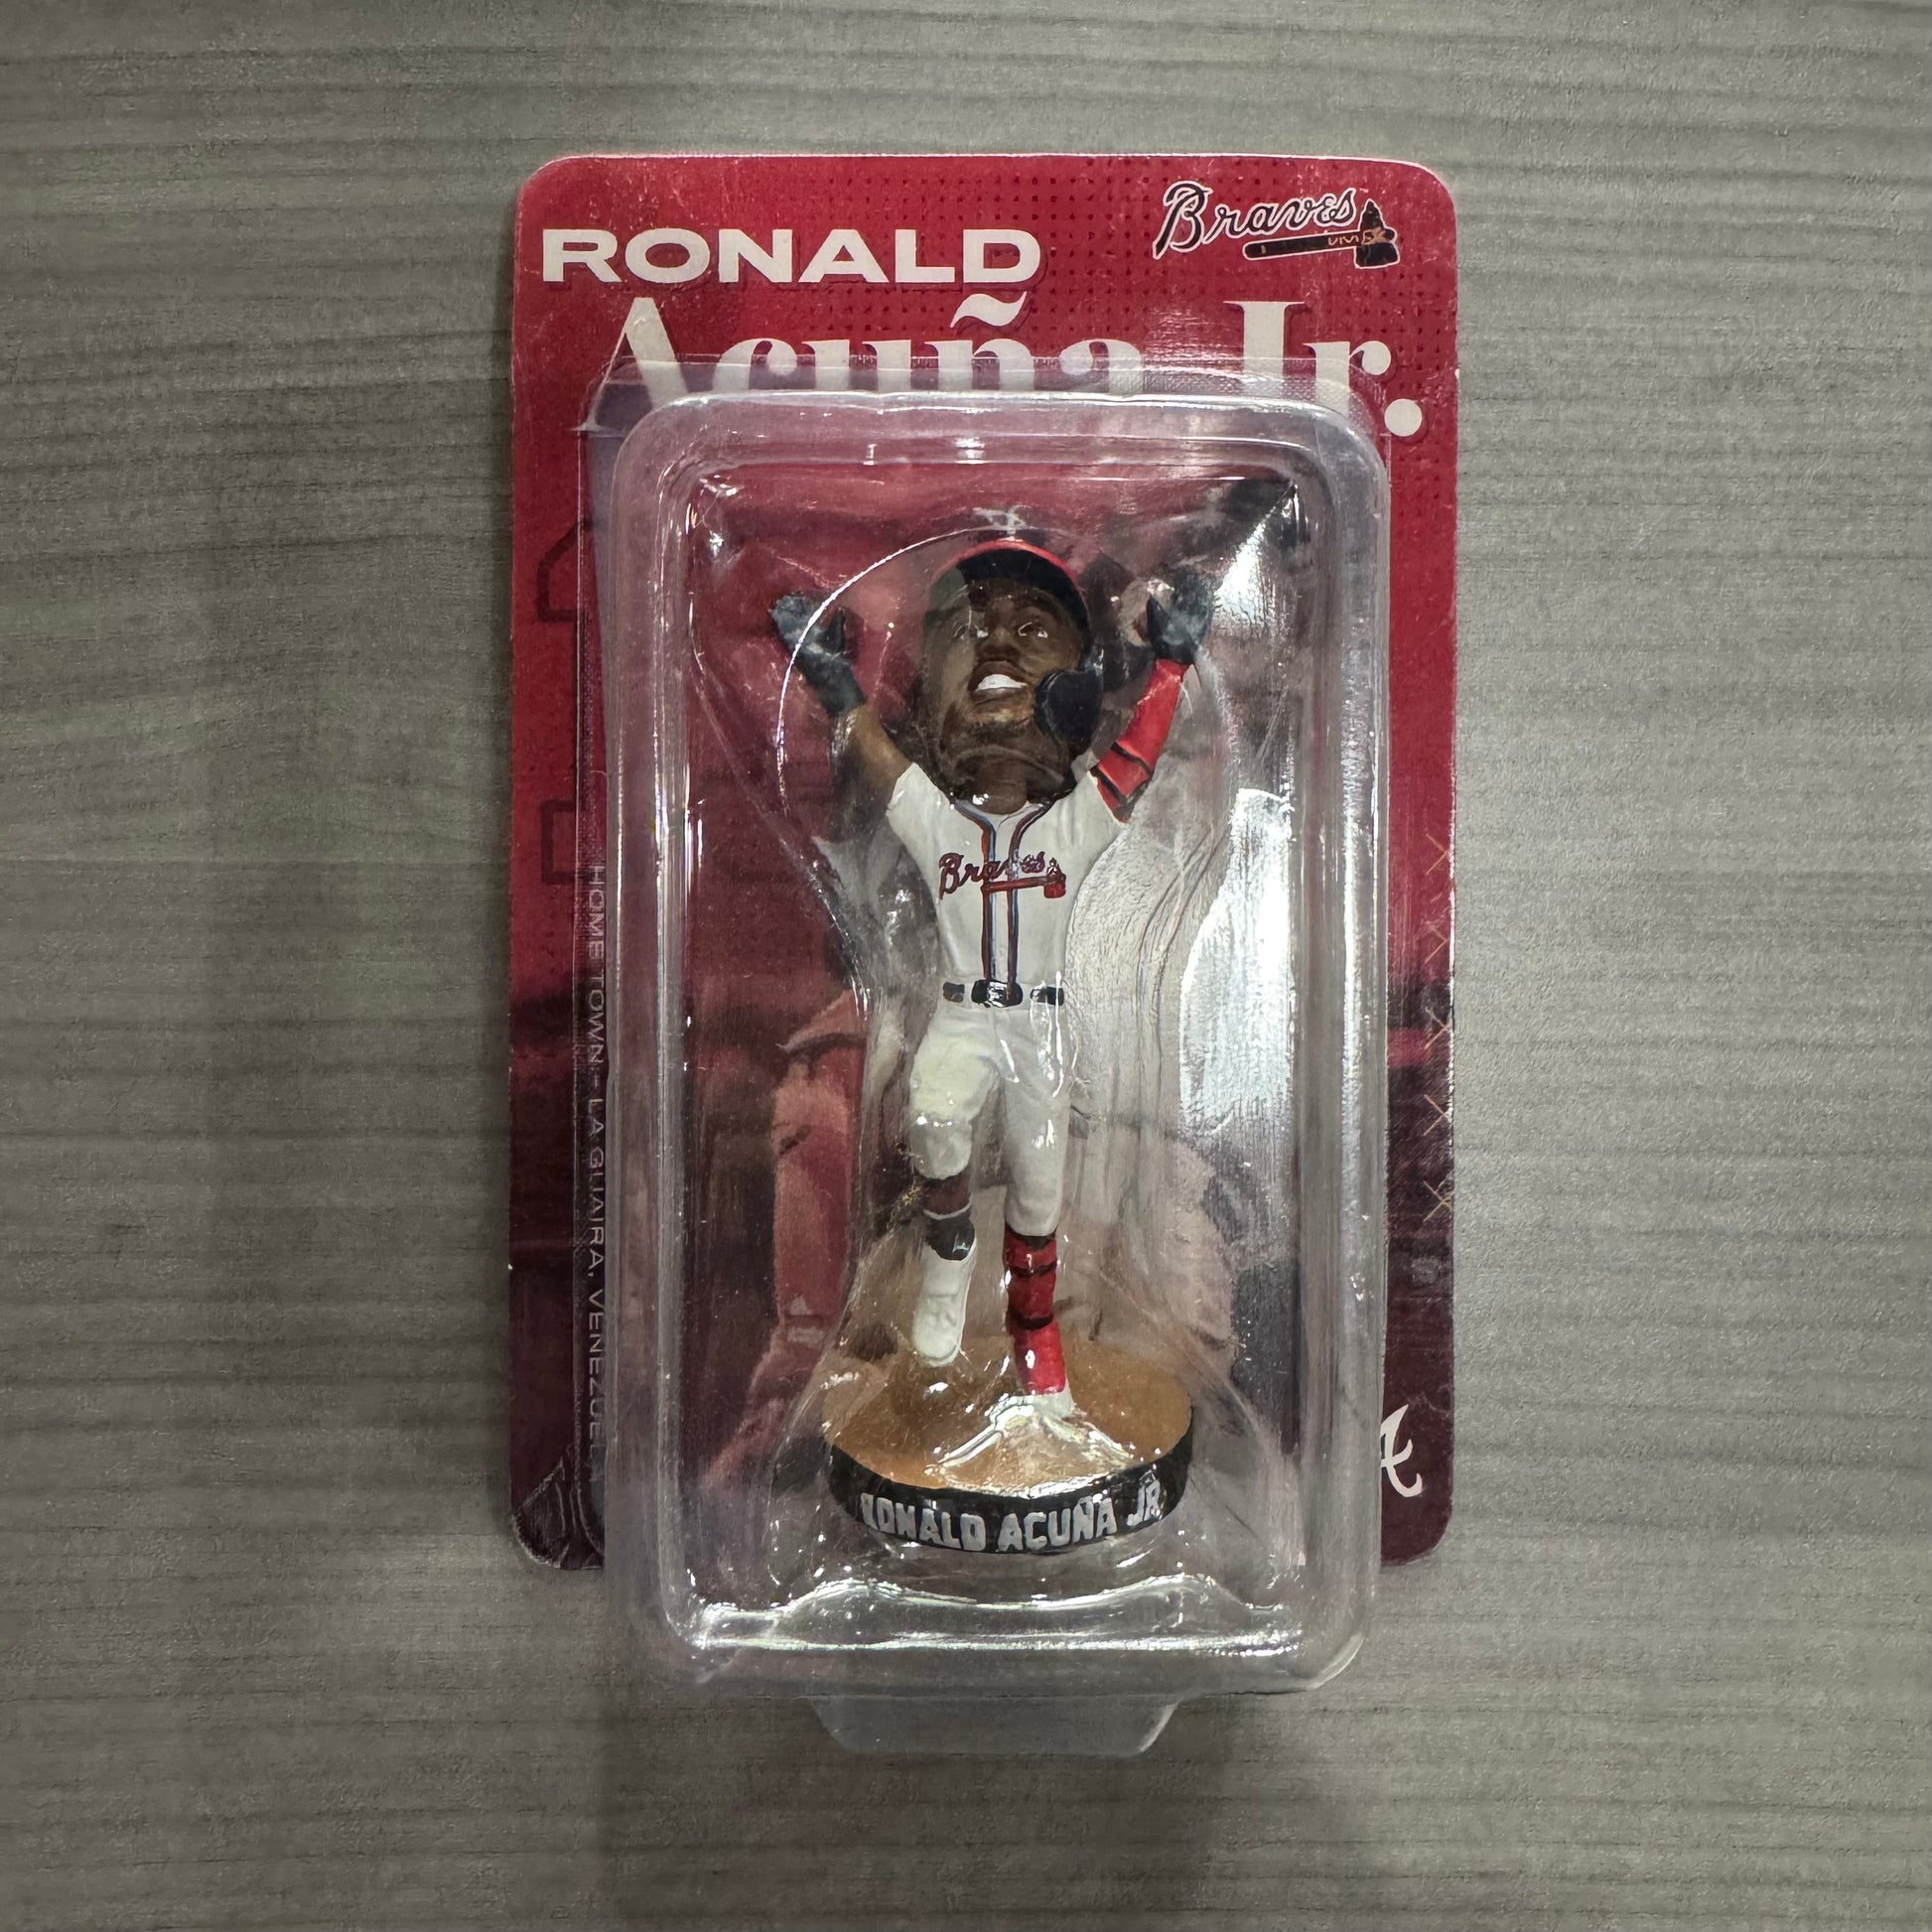 Braves
RONALD
Acuña Jr.
Braves
HOME TOWN - LA GUAIRA, VENEZUELA
A
RONALD ACUÑA JR.